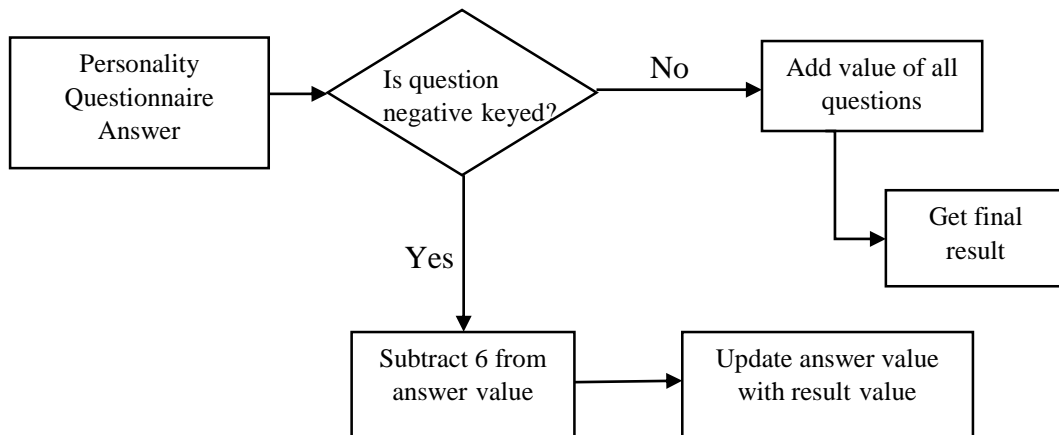 Personality
Questionnaire
Answer
Is question
negative keyed?
No
Add value of all
questions
Get final
result
Yes
Subtract 6 from
answer value
Update answer value
with result value